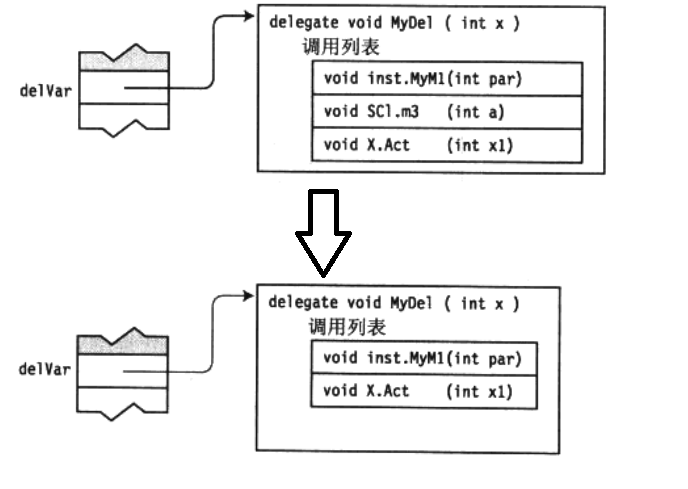 delegate void MyDel ( int x )
调用列表
void inst.MyM1(int par)
delVar
void SCl.m3 (int a)
void X.Act (int x1)
delegate void MyDel ( int x )
调用列表
void inst.MyM1(int par)
delVar
void X.Act (int x1)